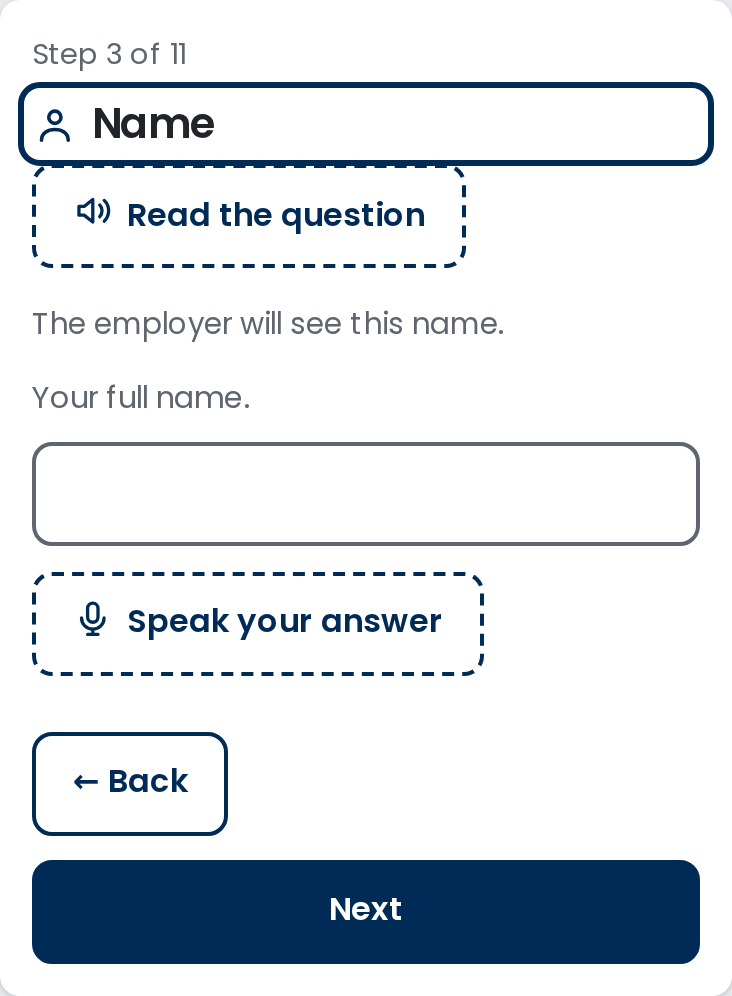 Step 3 of 11
Name
Read the question
The employer will see this name.
Your full name.
Speak your answer
← Back
Next